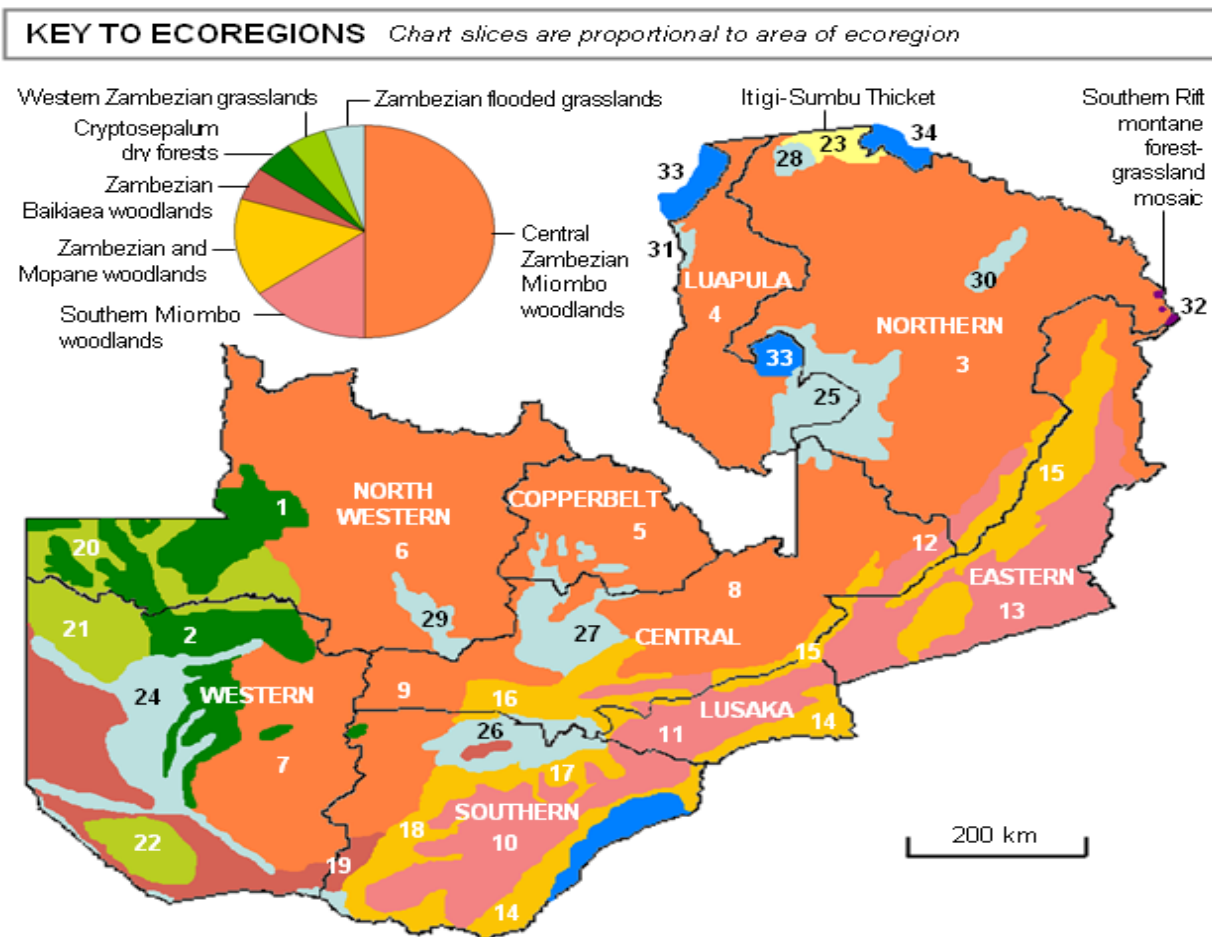 KEY TO ECOREGIONS Chart slices are proportional to area of ecoregion
Western Zambezian grasslands
Zambezian flooded grasslands
Cryptosepalum
dry forests
Zambezian
Baikiaea woodlands
Zambezian and
Mopane woodlands
Southern Miombo
woodlands
Central
Zambezian
Miombo
woodlands
Itigi-Sumbu Thicket
Southern Rift
montane
forest-
grassland
mosaic
23
34
28
33
31
30
32
LUAPULA
4
NORTHERN
3
33
25
15
1
NORTH
WESTERN
6
COPPERBELT
5
20
12
EASTERN
13
8
21
2
29
27
CENTRAL
15
24
WESTERN
9
16
LUSAKA
14
11
26
7
17
SOUTHERN
10
18
22
19
14
200 km